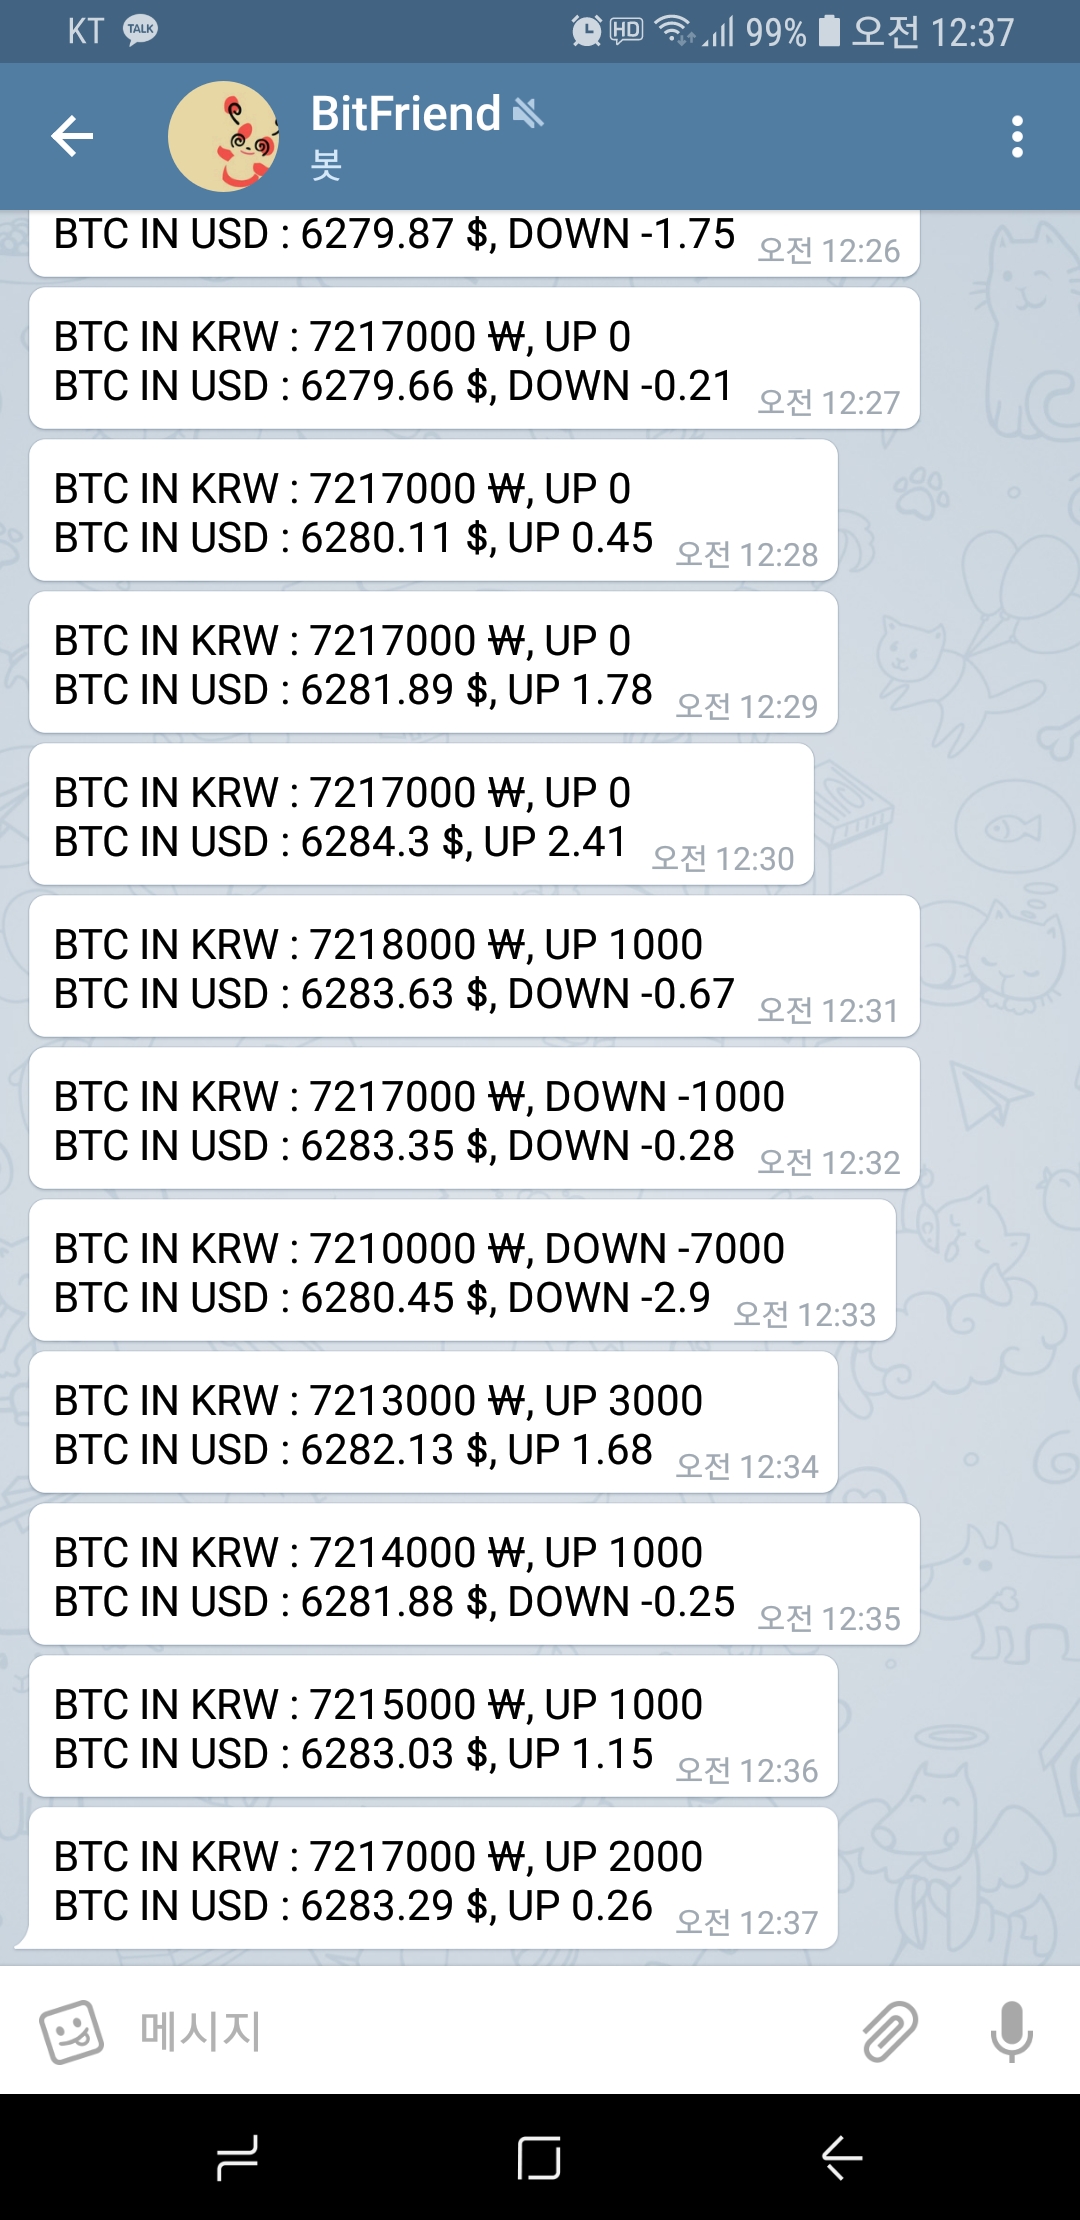 KT TALK HD 99% 오전 12:37
BitFriend
봇
BTC IN USD : 6279.87 $, DOWN -1.75 오전 12:26
BTC IN KRW : 7217000 ₩, UP 0
BTC IN USD : 6279.66 $, DOWN -0.21 오전 12:27
BTC IN KRW : 7217000 ₩, UP 0
BTC IN USD : 6280.11 $, UP 0.45 오전 12:28
BTC IN KRW : 7217000 ₩, UP 0
BTC IN USD : 6281.89 $, UP 1.78 오전 12:29
BTC IN KRW : 7217000 ₩, UP 0
BTC IN USD : 6284.3 $, UP 2.41 오전 12:30
BTC IN KRW : 7218000 ₩, UP 1000
BTC IN USD : 6283.63 $, DOWN -0.67 오전 12:31
BTC IN KRW : 7217000 ₩, DOWN -1000
BTC IN USD : 6283.35 $, DOWN -0.28 오전 12:32
BTC IN KRW : 7210000 ₩, DOWN -7000
BTC IN USD : 6280.45 $, DOWN -2.9 오전 12:33
BTC IN KRW : 7213000 ₩, UP 3000
BTC IN USD : 6282.13 $, UP 1.68 오전 12:34
BTC IN KRW : 7214000 ₩, UP 1000
BTC IN USD : 6281.88 $, DOWN -0.25 오전 12:35
BTC IN KRW : 7215000 ₩, UP 1000
BTC IN USD : 6283.03 $, UP 1.15 오전 12:36
BTC IN KRW : 7217000 ₩, UP 2000
BTC IN USD : 6283.29 $, UP 0.26 오전 12:37
메시지